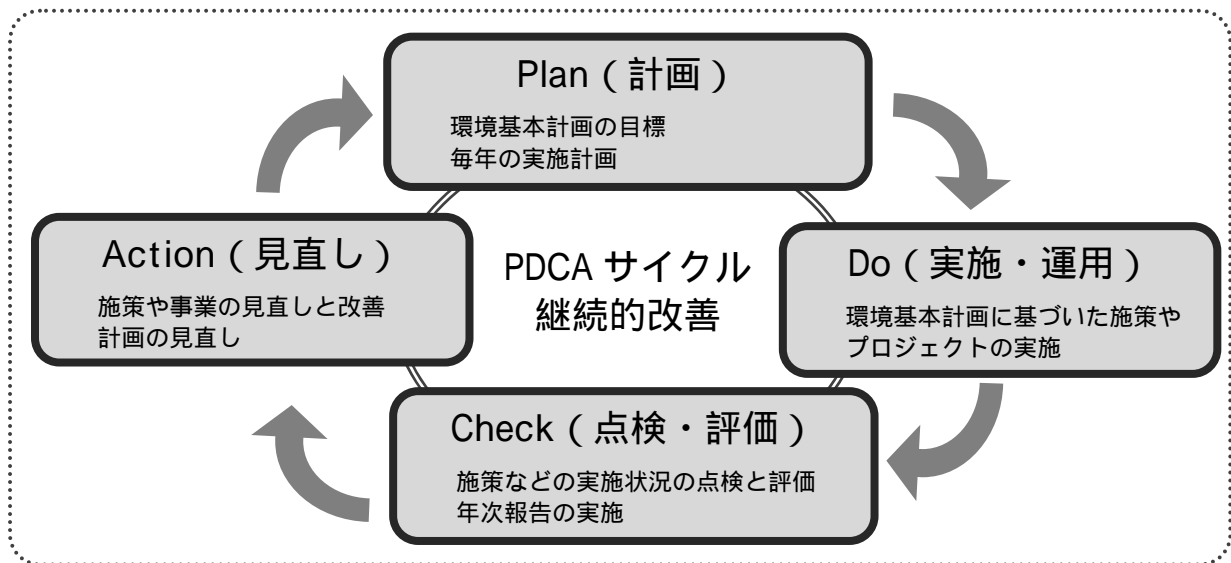 Plan(計画)
環境基本計画の目標
毎年の実施計画
Do(実施・運用)
環境基本計画に基づいた施策や
プロジェクトの実施
Check(点検・評価)
施策などの実施状況の点検と評価
年次報告の実施
Action(見直し)
施策や事業の見直しと改善
計画の見直し
PDCA サイクル
継続的改善